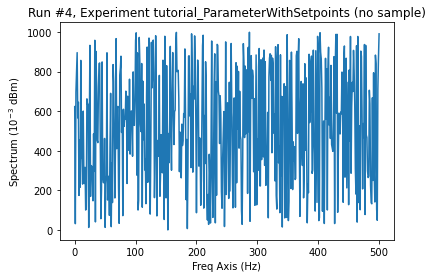 Run #4, Experiment tutorial_ParameterWithSetpoints (no sample)
1000
800
600
400
200
0
Spectrum (10⁻³ dBm)
0 100 200 300 400 500
Freq Axis (Hz)